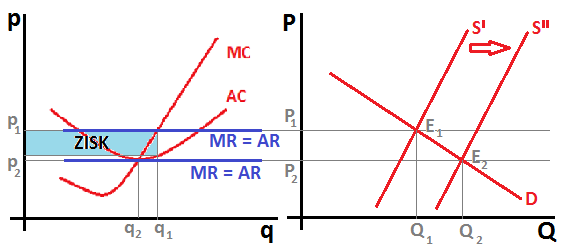 p
MC
AC
p1
ZISK
MR = AR
p2
MR = AR
q2
q1
q
P
S'
S"
P1
E1
P2
E2
D
Q1
Q2
Q